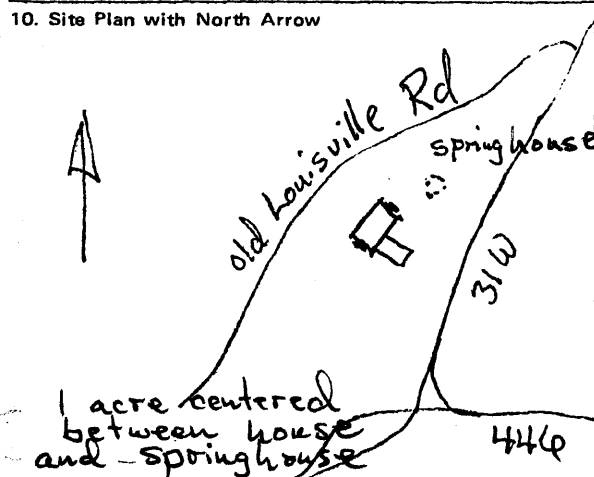 10. Site Plan with North Arrow
old Louisville Rd
springhouse
31W
1 acre centered
between house
and springhouse
446